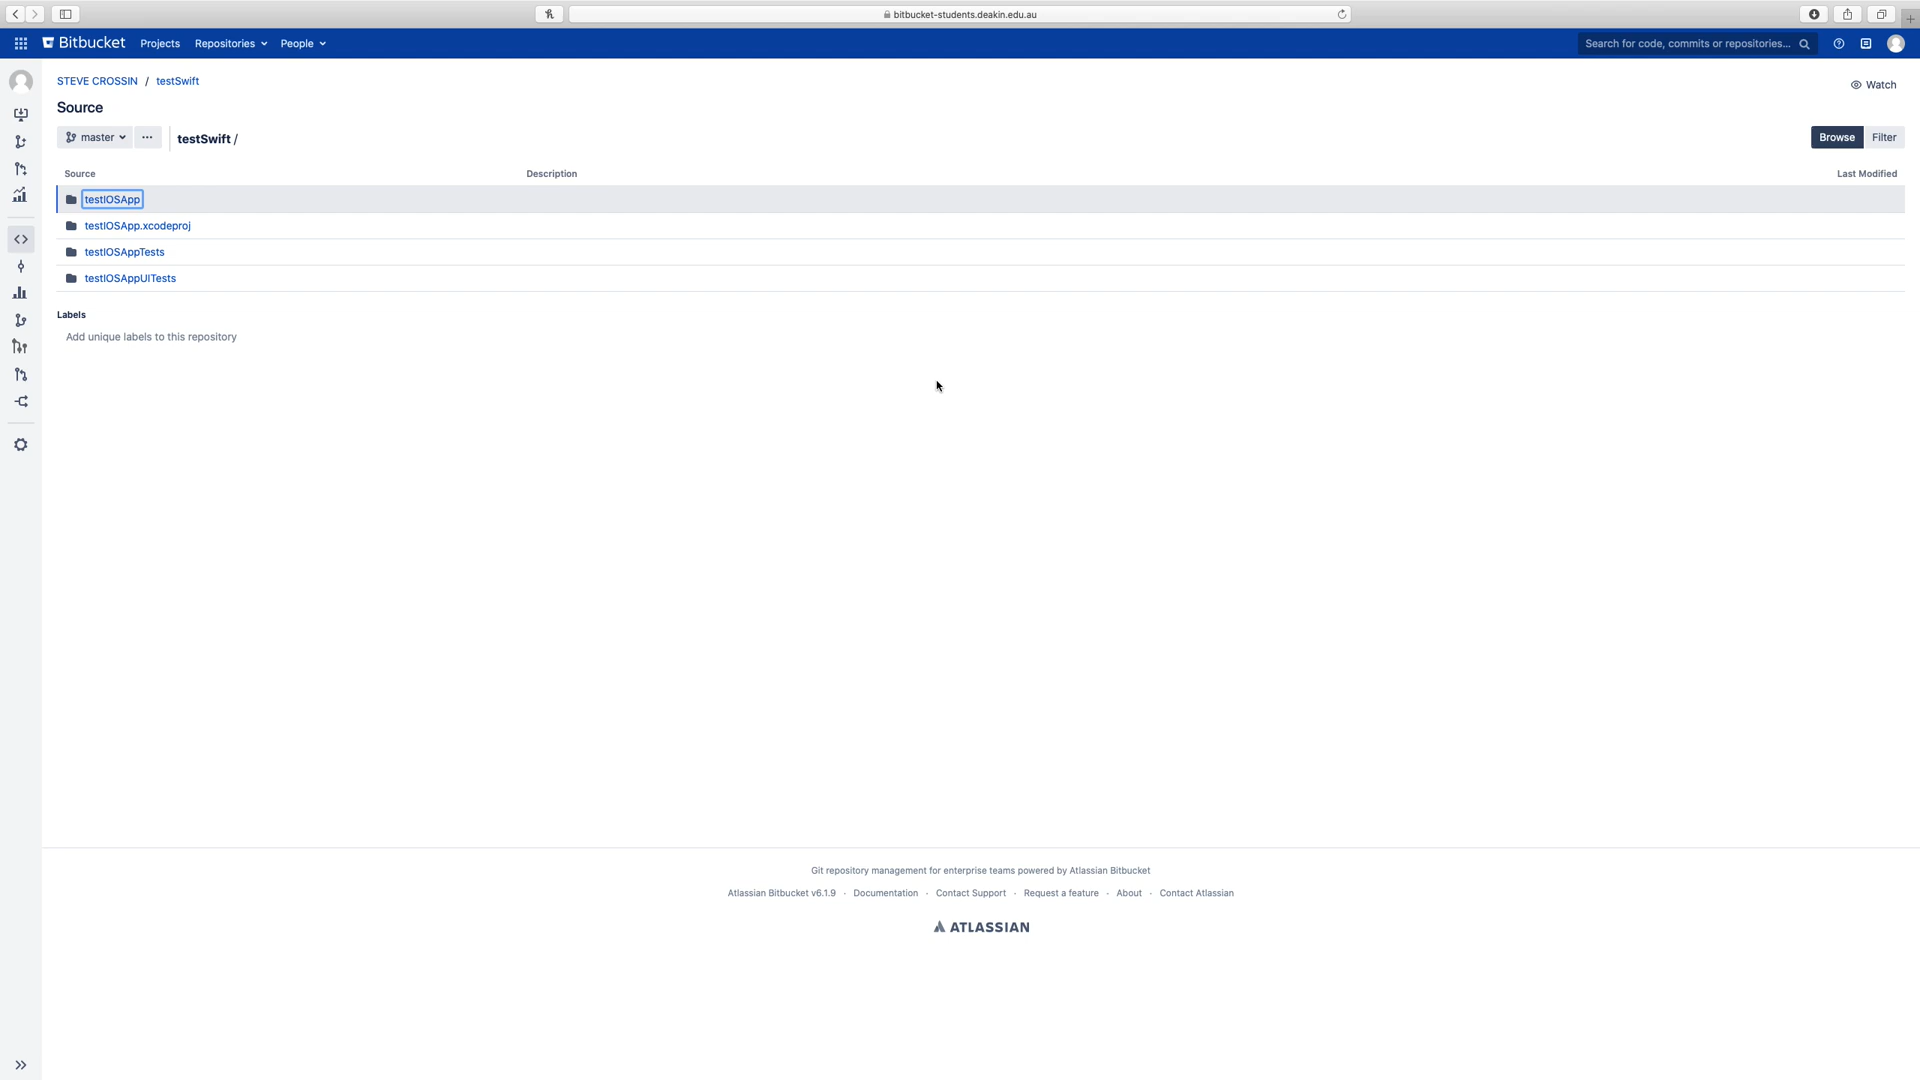 bitbucket-students.deakin.edu.au
Bitbucket Projects Repositories People Search for code, commits or repositories...
STEVE CROSSIN / testSwift
Watch
Source
master testSwift / Browse Filter
Source Description Last Modified
testIOSApp
testIOSApp.xcodeproj
testIOSAppTests
testIOSAppUITests
Labels
Add unique labels to this repository
Git repository management for enterprise teams powered by Atlassian Bitbucket
Atlassian Bitbucket v6.1.9 · Documentation · Contact Support · Request a feature · About · Contact Atlassian
ATLASSIAN